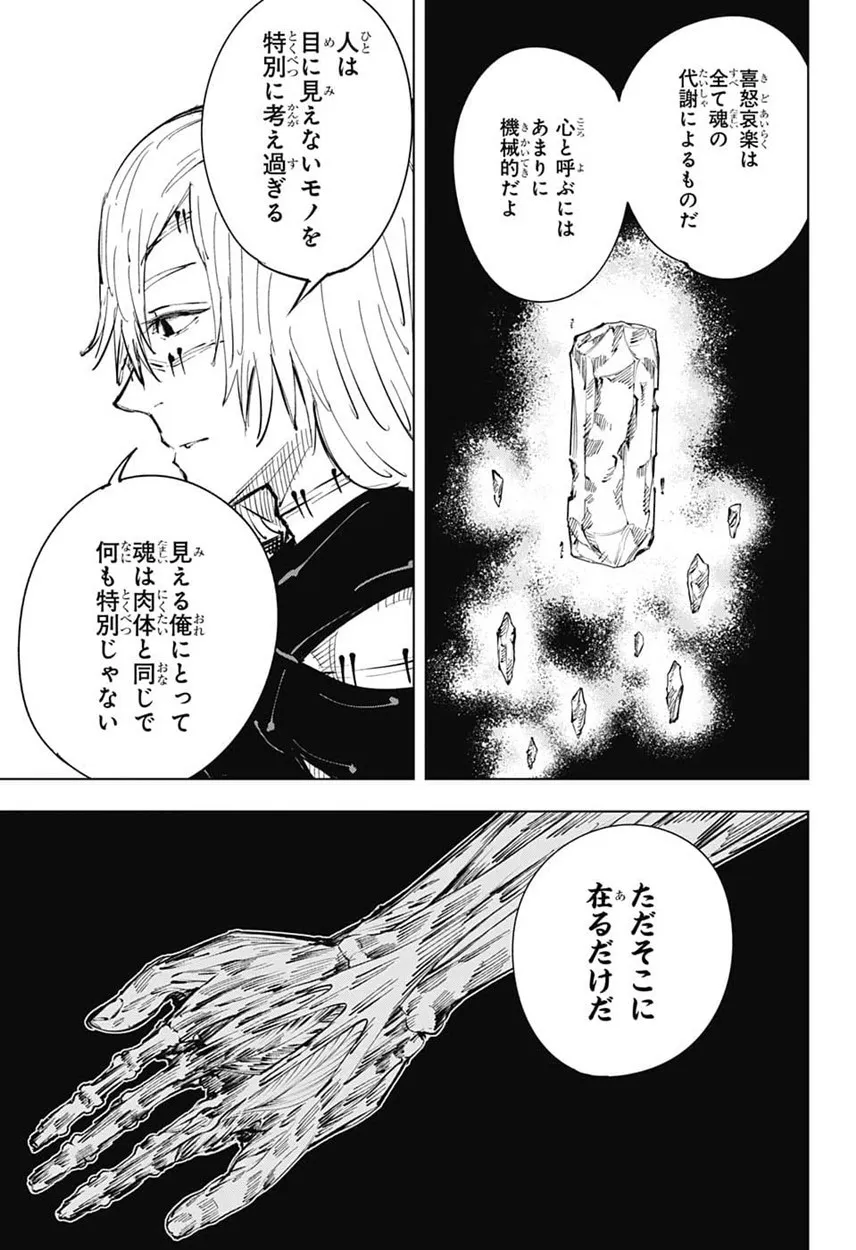 喜怒哀楽は
全て魂の
代謝によるものだ
心と呼ぶには
あまりに
機械的だよ
人は
目に見えないモノを
特別に考え過ぎる
見える俺にとって
魂は肉体と同じで
何も特別じゃない
ただそこに
在るだけだ